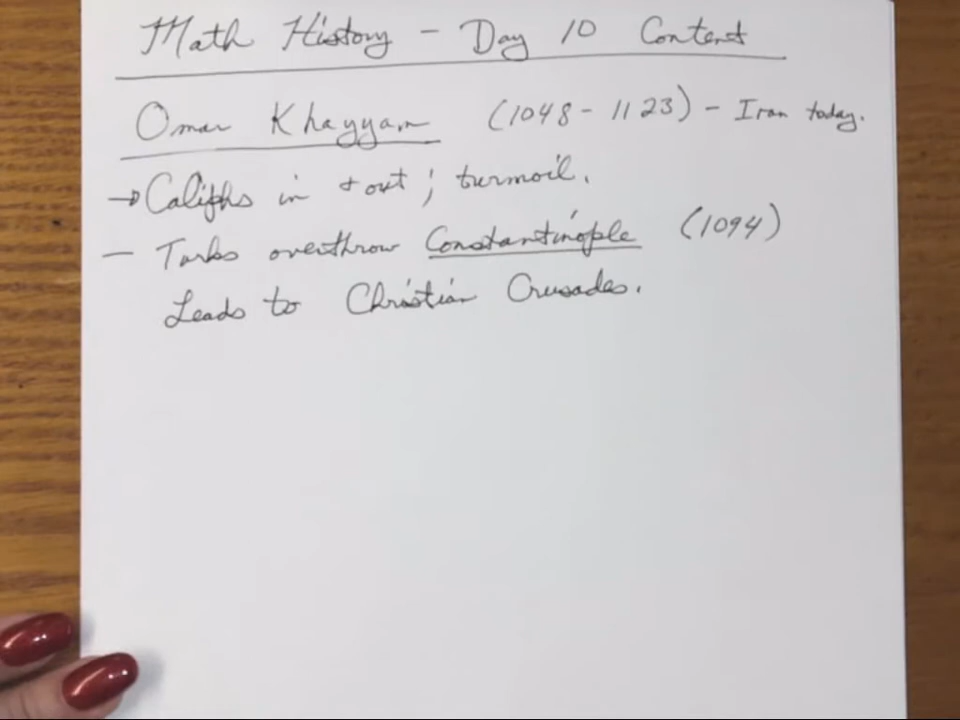 Math History - Day 10 Content
Omar Khayyam (1048 - 1123) - Iran today.
→ Caliphs in + out ; turmoil.
— Turks overthrow Constantinople (1094)
Leads to Christian Crusades.